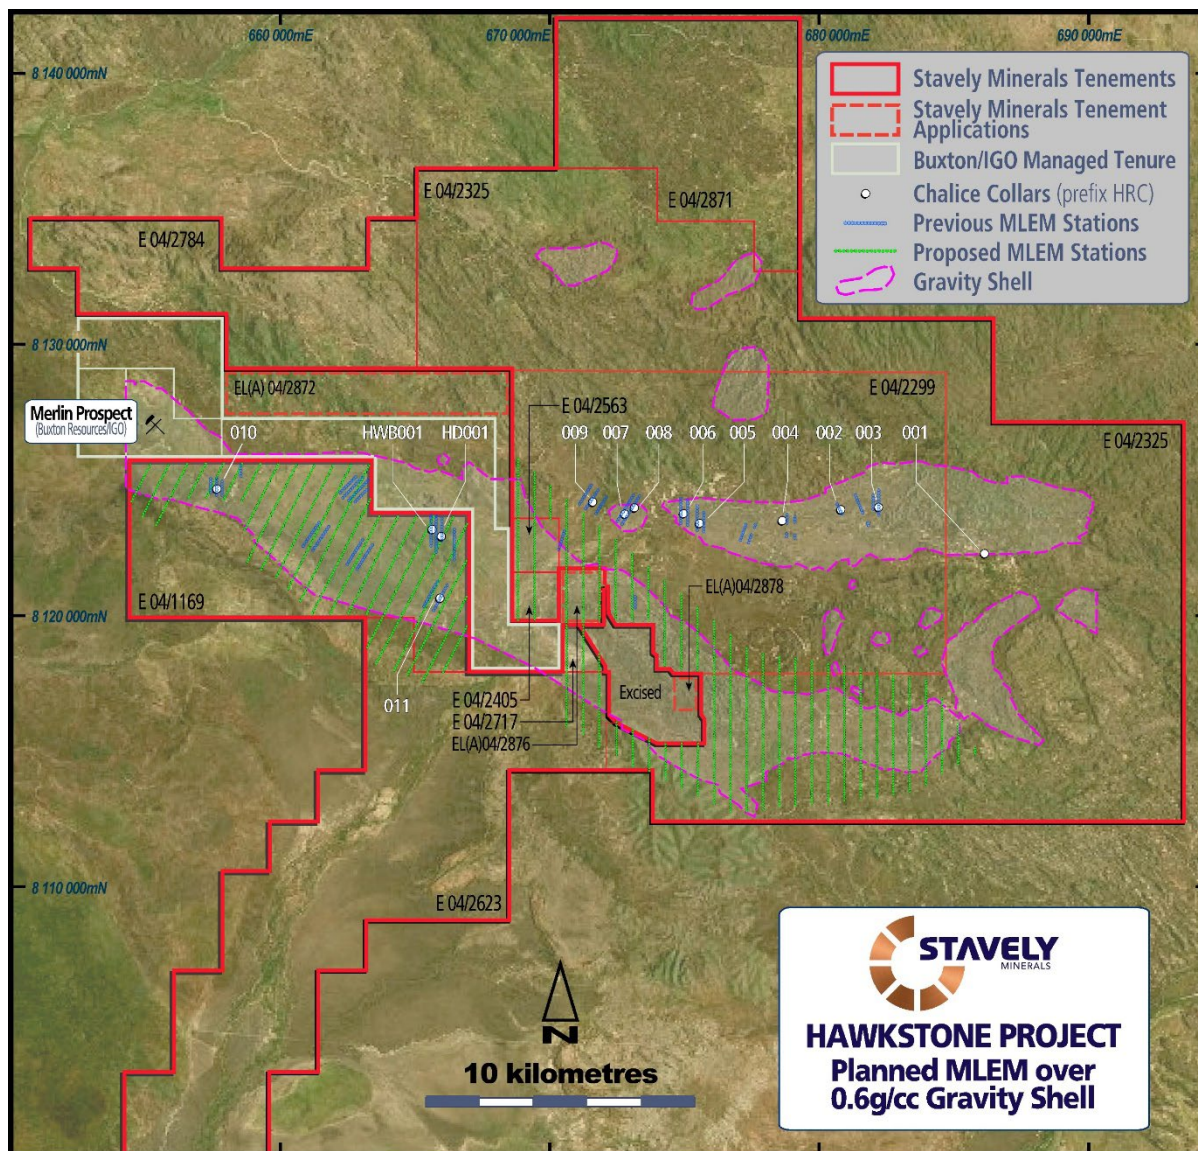 660 000mE
670 000mE
680 000mE
690 000mE
8 140 000mN
Stavely Minerals Tenements
Stavely Minerals Tenement
Applications
Buxton/IGO Managed Tenure
Chalice Collars (prefix HRC)
Previous MLEM Stations
Proposed MLEM Stations
Gravity Shell
E 04/2325
E 04/2871
E 04/2784
8 130 000mN
EL(A) 04/2872
E 04/2299
Merlin Prospect
(Buxton Resources/IGO)
E 04/2563
010
HWB001
HD001
009
007
008
006
005
004
002
003
001
E 04/2325
8 120 000mN
E 04/1169
EL(A)04/2878
Excised
011
E 04/2405
E 04/2717
EL(A)04/2876
8 110 000mN
E 04/2623
N
10 kilometres
STAVELY
MINERALS
HAWKSTONE PROJECT
Planned MLEM over
0.6g/cc Gravity Shell